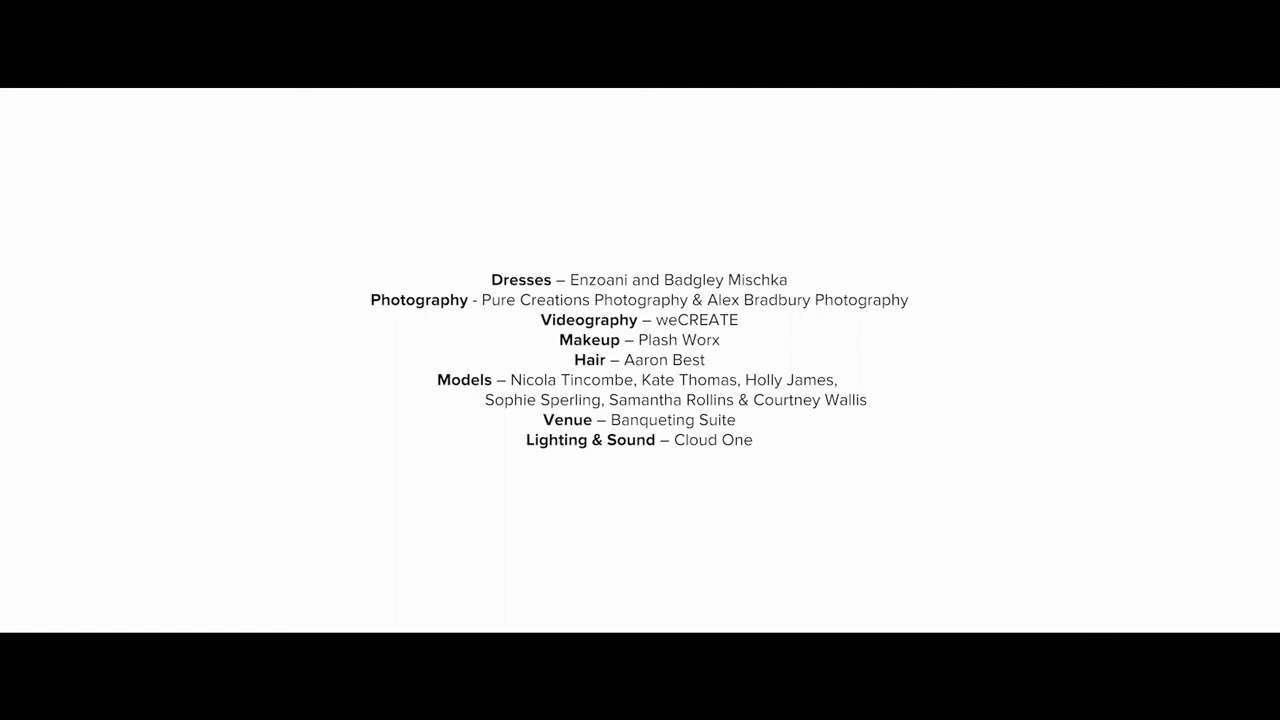 Dresses – Enzoani and Badgley Mischka
Photography - Pure Creations Photography & Alex Bradbury Photography
Videography – weCREATE
Makeup – Plash Worx
Hair – Aaron Best
Models – Nicola Tincombe, Kate Thomas, Holly James,
Sophie Sperling, Samantha Rollins & Courtney Wallis
Venue – Banqueting Suite
Lighting & Sound – Cloud One